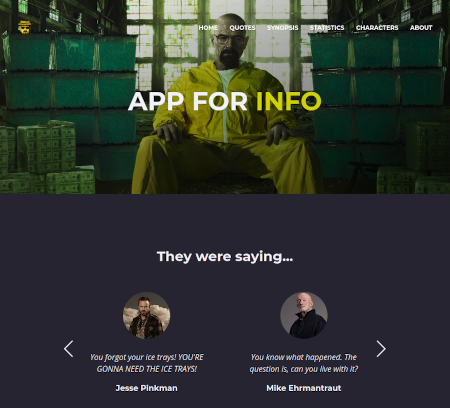 HOME QUOTES SYNOPSIS STATISTICS CHARACTERS ABOUT
APP FOR INFO
They were saying...
You forgot your ice trays! YOU'RE
GONNA NEED THE ICE TRAYS!
Jesse Pinkman
You know what happened. The
question is, can you live with it?
Mike Ehrmantraut